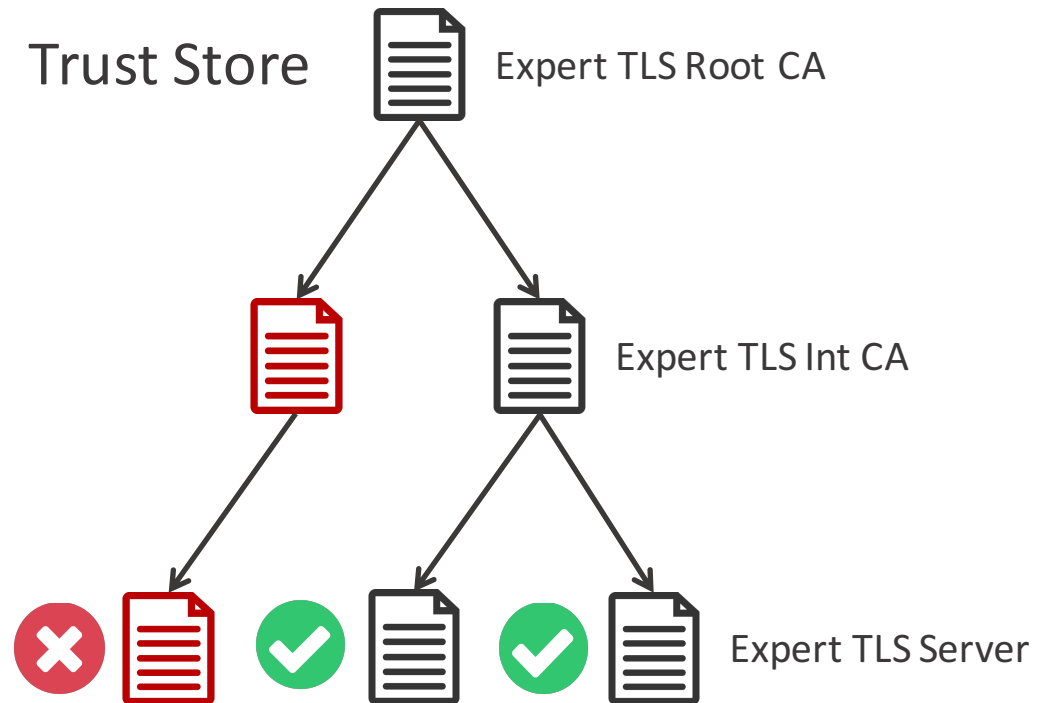 Trust Store
Expert TLS Root CA
Expert TLS Int CA
Expert TLS Server